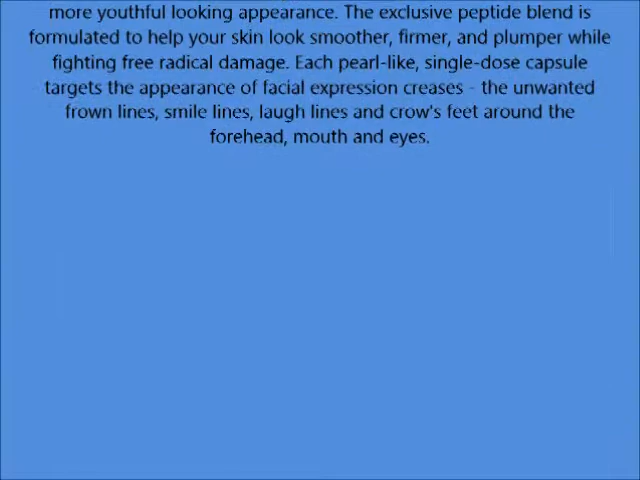 more youthful looking appearance. The exclusive peptide blend is
formulated to help your skin look smoother, firmer, and plumper while
fighting free radical damage. Each pearl-like, single-dose capsule
targets the appearance of facial expression creases - the unwanted
frown lines, smile lines, laugh lines and crow's feet around the
forehead, mouth and eyes.